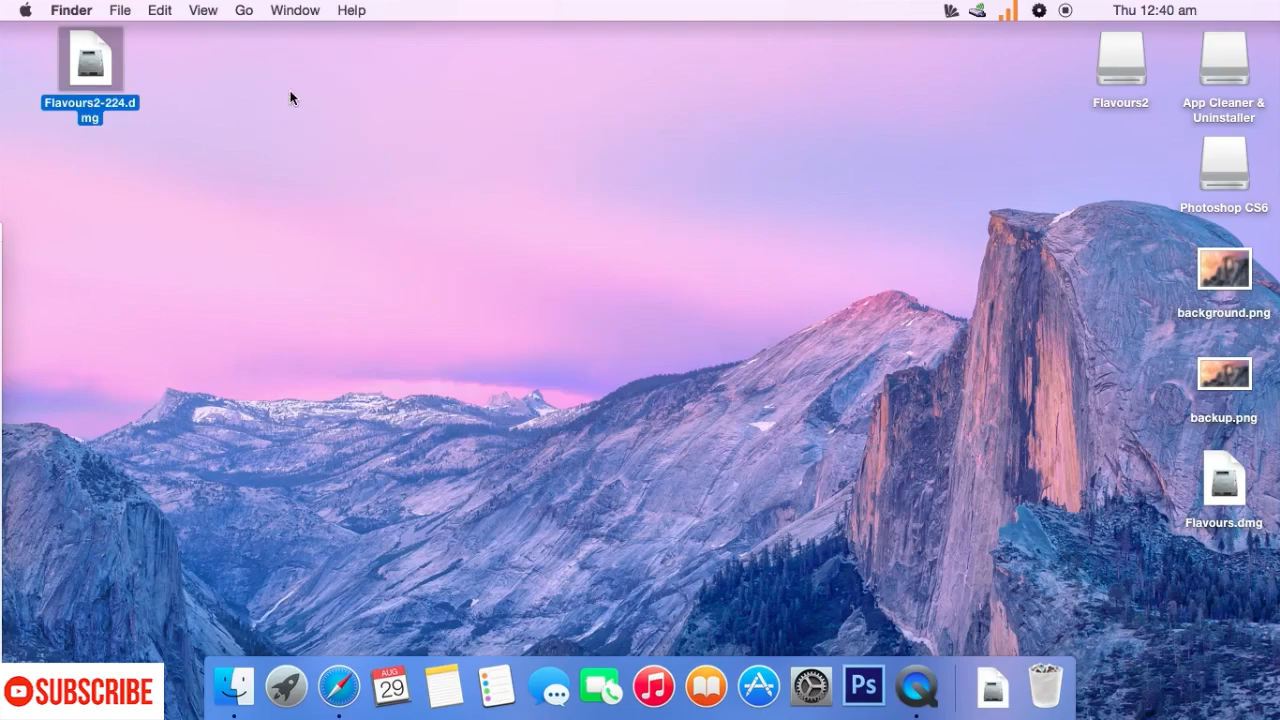 Finder File Edit View Go Window Help Thu 12:40 am
Flavours2-224.d
mg
Flavours2
App Cleaner &
Uninstaller
Photoshop CS6
background.png
backup.png
Flavours.dmg
AUG
29
Ps
SUBSCRIBE